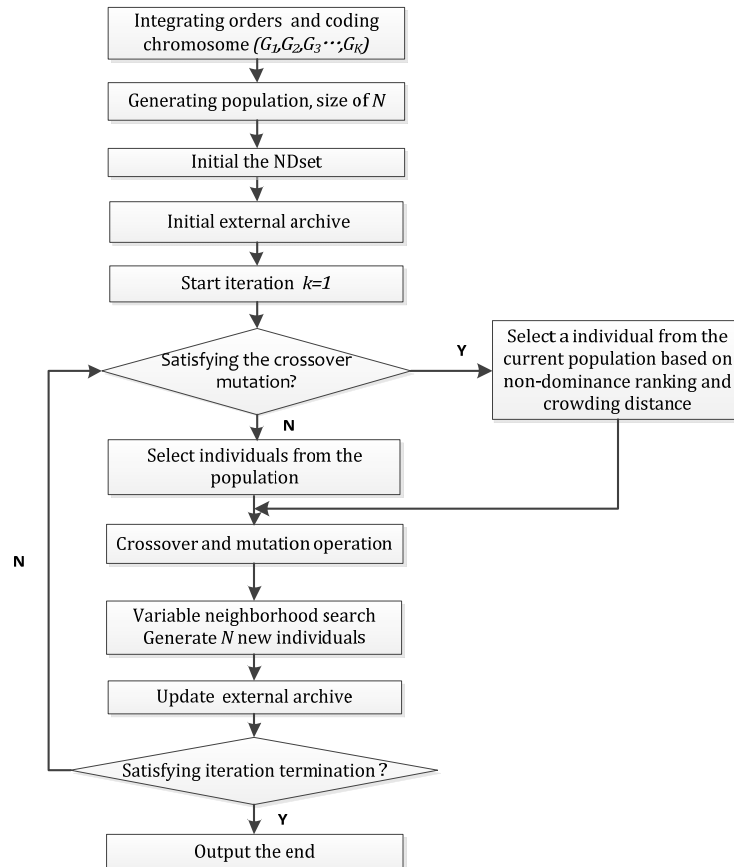 Integrating orders and coding
chromosome (G1,G2,G3···,GK)
Generating population, size of N
Initial the NDset
Initial external archive
Start iteration k=1
Satisfying the crossover
mutation?
Y
Select a individual from the
current population based on
non-dominance ranking and
crowding distance
N
Select individuals from the
population
Crossover and mutation operation
N
Variable neighborhood search
Generate N new individuals
Update external archive
Satisfying iteration termination ?
Y
Output the end